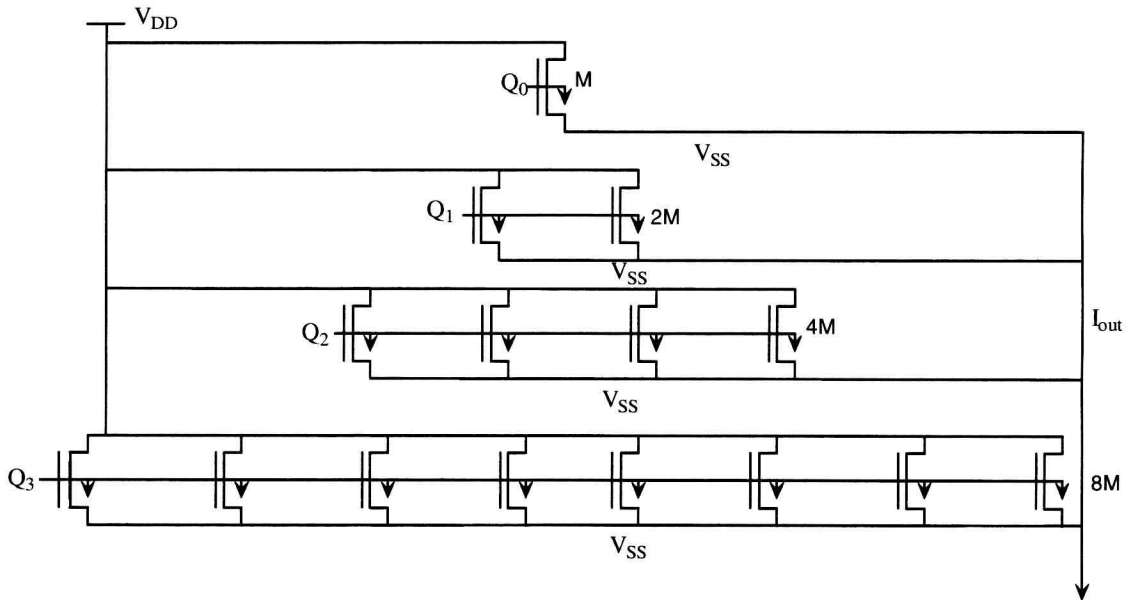 V_DD
Q_0
M
V_SS
Q_1
2M
V_SS
Q_2
4M
I_out
V_SS
Q_3
8M
V_SS